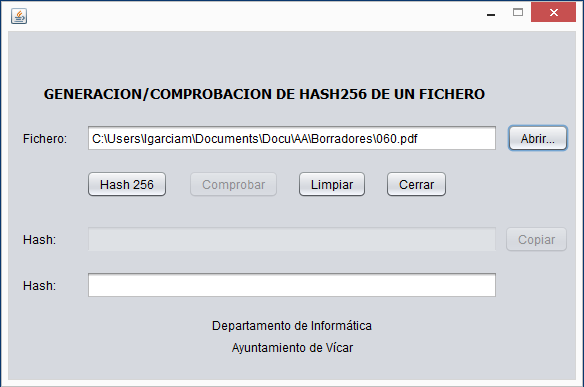 GENERACION/COMPROBACION DE HASH256 DE UN FICHERO
Fichero: C:\Users\lgarciam\Documents\Docu\AA\Borradores\060.pdf Abrir...
Hash 256 Comprobar Limpiar Cerrar
Hash: Copiar
Hash:
Departamento de Informática
Ayuntamiento de Vícar